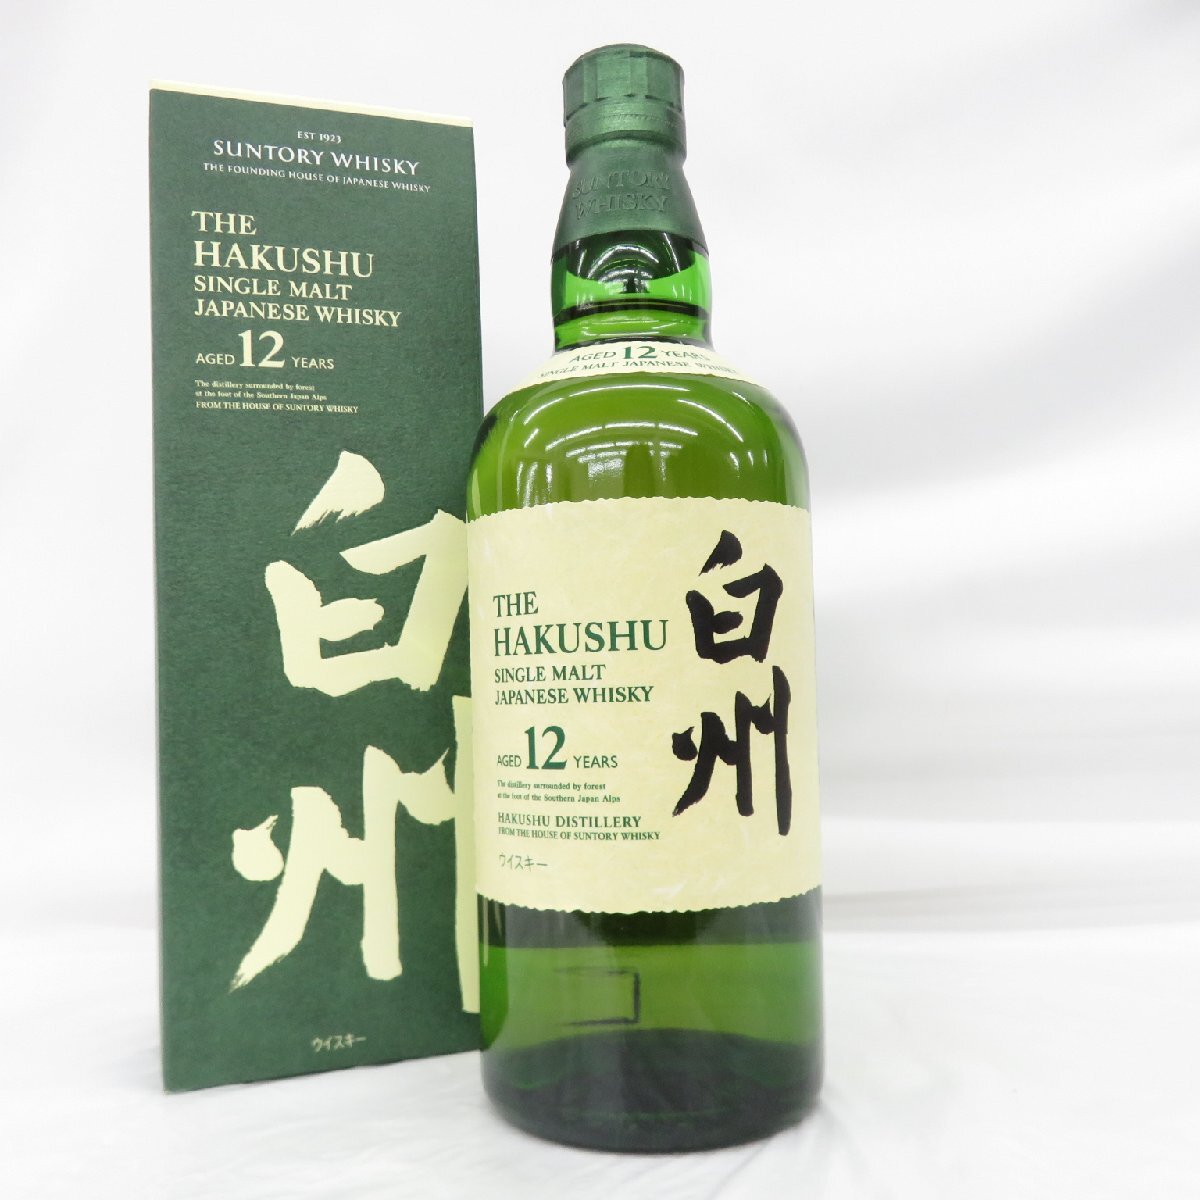 EST 1923
SUNTORY WHISKY
THE FOUNDING HOUSE OF JAPANESE WHISKY
THE
HAKUSHU
SINGLE MALT
JAPANESE WHISKY
AGED 12 YEARS
The distillery surrounded by forest
at the foot of the Southern Japan Alps
FROM THE HOUSE OF SUNTORY WHISKY
白州
ウイスキー
SUNTORY
WHISKY
AGED 12 YEARS
SINGLE MALT JAPANESE WHISKY
THE
HAKUSHU
SINGLE MALT
JAPANESE WHISKY
AGED 12 YEARS
The distillery surrounded by forest
at the foot of the Southern Japan Alps
HAKUSHU DISTILLERY
FROM THE HOUSE OF SUNTORY WHISKY
ウイスキー
白州